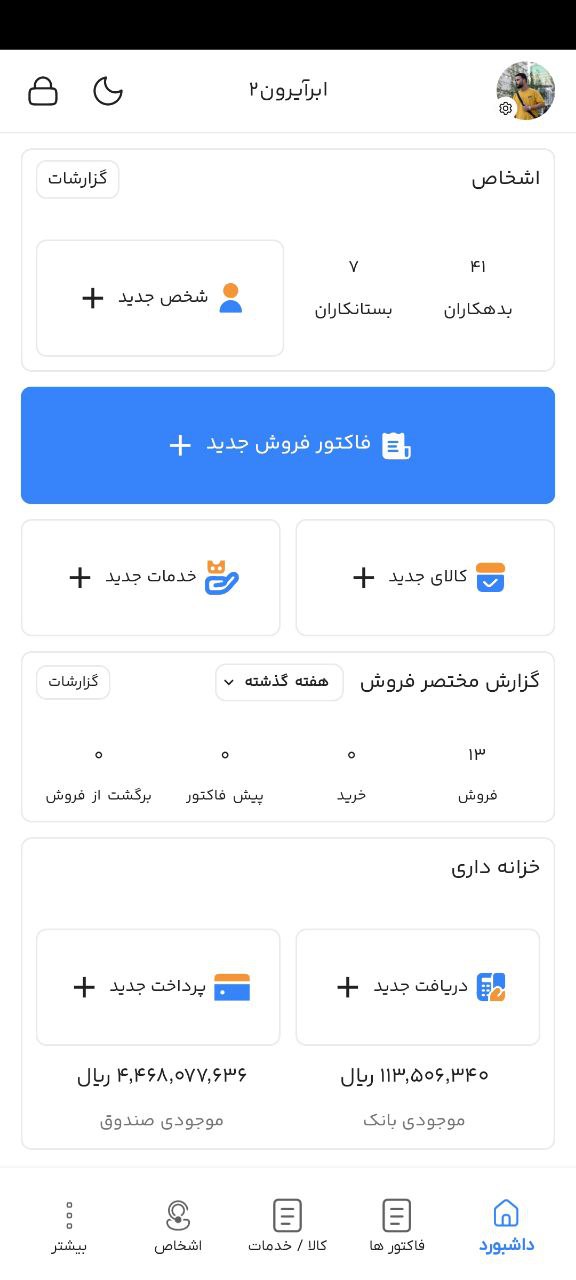 ابرآیرون۲
اشخاص
گزارشات
۴۱
۷
بدهکاران
بستانکاران
شخص جدید
فاکتور فروش جدید
کالای جدید
خدمات جدید
گزارش مختصر فروش
هفته گذشته
گزارشات
۱۳
۰
۰
۰
فروش
خرید
پیش فاکتور
برگشت از فروش
خزانه داری
دریافت جدید
پرداخت جدید
۱۱۳,۵۰۶,۳۴۰ ریال
۴,۴۶۸,۰۷۷,۶۳۶ ریال
موجودی بانک
موجودی صندوق
داشبورد
فاکتور ها
کالا / خدمات
اشخاص
بیشتر